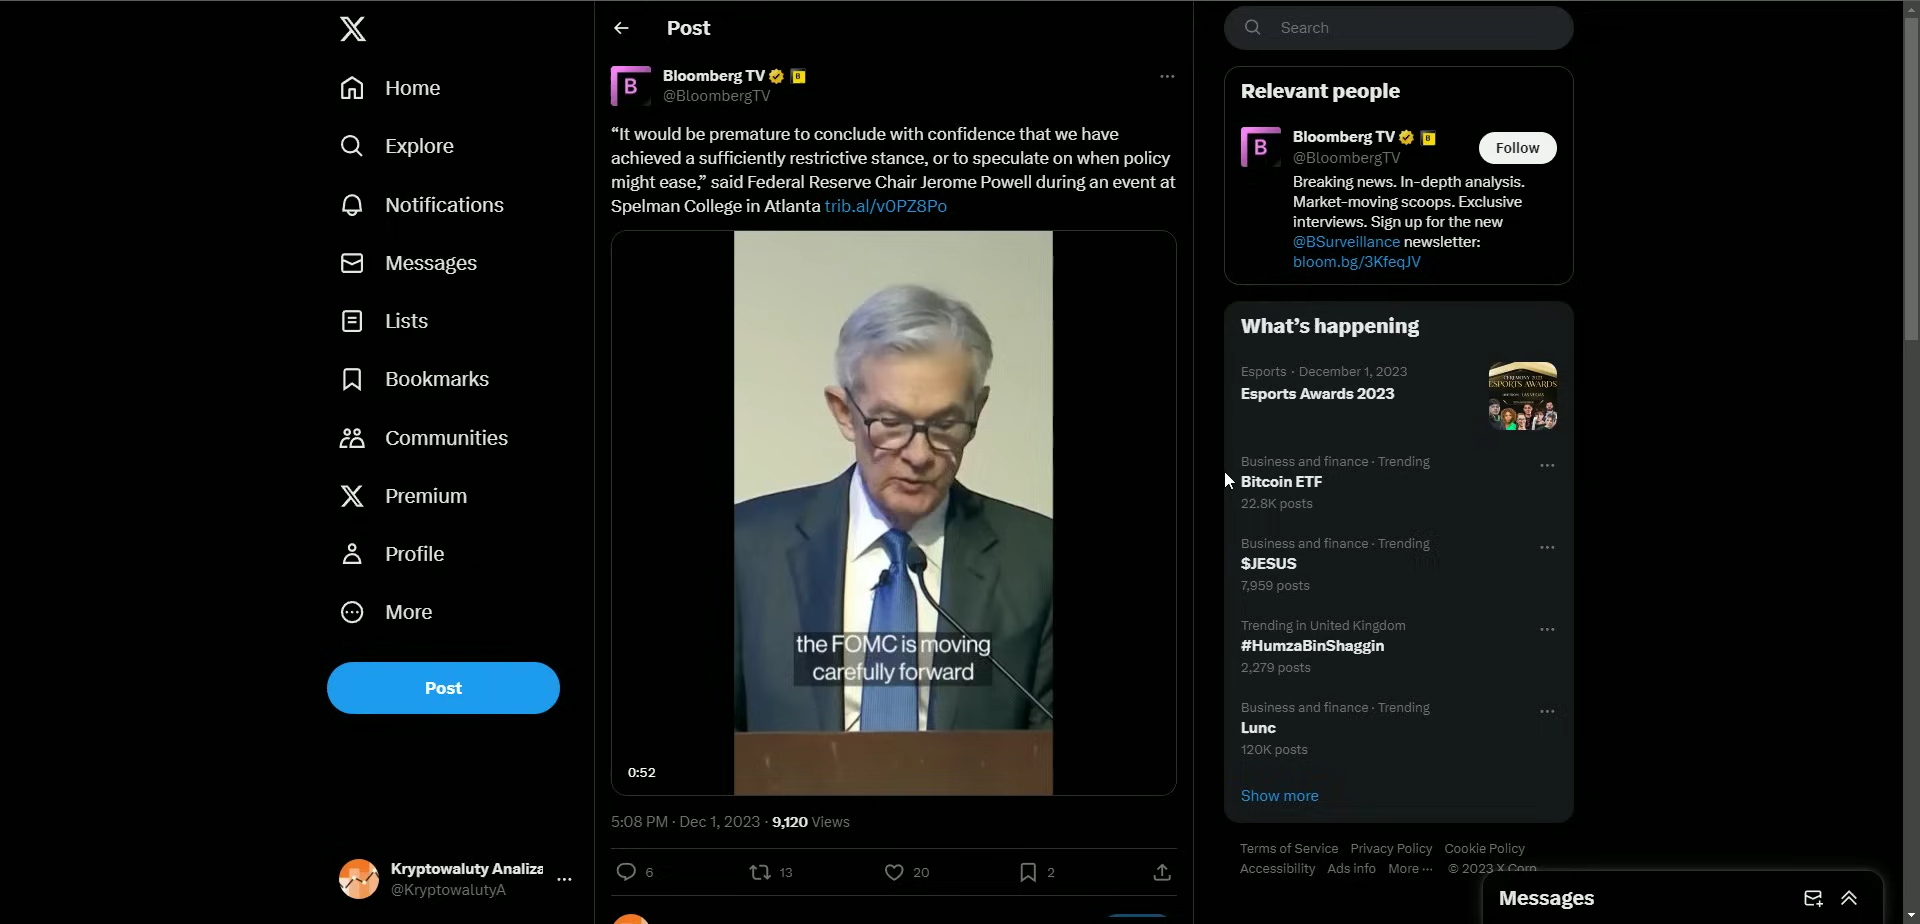 Home
Explore
Notifications
Messages
Lists
Bookmarks
Communities
Premium
Profile
More
Post
Kryptowaluty Analiza
@KryptowalutyA
Post
B
Bloomberg TV
@BloombergTV
“It would be premature to conclude with confidence that we have
achieved a sufficiently restrictive stance, or to speculate on when policy
might ease,” said Federal Reserve Chair Jerome Powell during an event at
Spelman College in Atlanta trib.al/vOPZ8Po
the FOMC is moving
carefully forward
0:52
5:08 PM · Dec 1, 2023 · 9,120 Views
6 13 20 2
Search
Relevant people
B
Bloomberg TV
@BloombergTV
Follow
Breaking news. In-depth analysis.
Market-moving scoops. Exclusive
interviews. Sign up for the new
@BSurveillance newsletter:
bloom.bg/3KfeqJV
What’s happening
Esports · December 1, 2023
Esports Awards 2023
ESPORTS AWARDS
Business and finance · Trending
Bitcoin ETF
22.8K posts
Business and finance · Trending
$JESUS
7,959 posts
Trending in United Kingdom
#HumzaBinShaggin
2,279 posts
Business and finance · Trending
Lunc
120K posts
Show more
Terms of Service Privacy Policy Cookie Policy
Accessibility Ads info More ··· © 2023 X Corp.
Messages